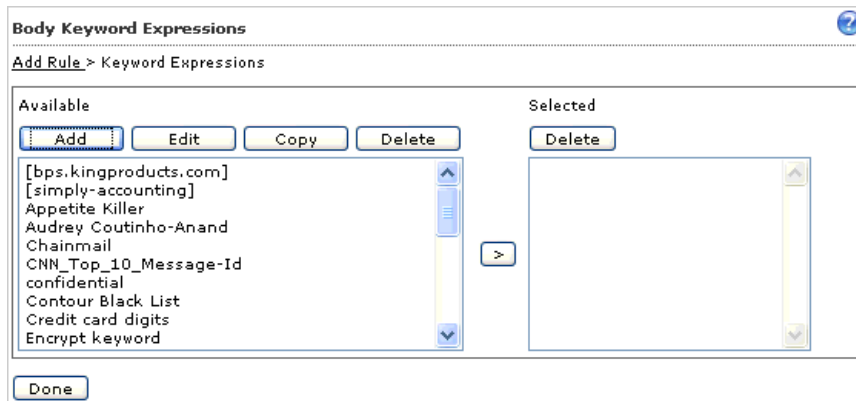 Body Keyword Expressions
?
Add Rule > Keyword Expressions
Available
Selected
Add Edit Copy Delete
Delete
[bps.kingproducts.com]
[simply-accounting]
Appetite Killer
Audrey Coutinho-Anand
Chainmail
CNN_Top_10_Message-Id
confidential
Contour Black List
Credit card digits
Encrypt keyword
>
Done